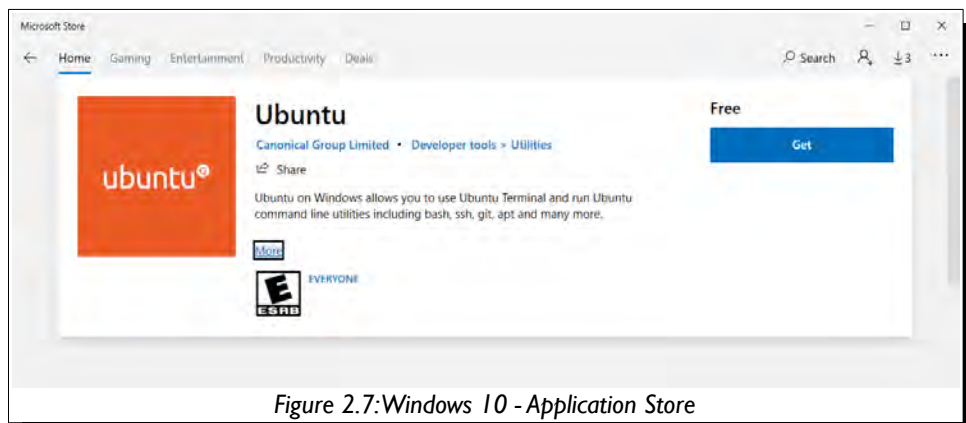 Microsoft Store
Home Gaming Entertainment Productivity Deals Search 3
Ubuntu
Free
Canonical Group Limited • Developer tools > Utilities
Get
Share
ubuntu
Ubuntu on Windows allows you to use Ubuntu Terminal and run Ubuntu
command line utilities including bash, ssh, git, apt and many more.
More
E
EVERYONE
ESRB
Figure 2.7:Windows 10 - Application Store